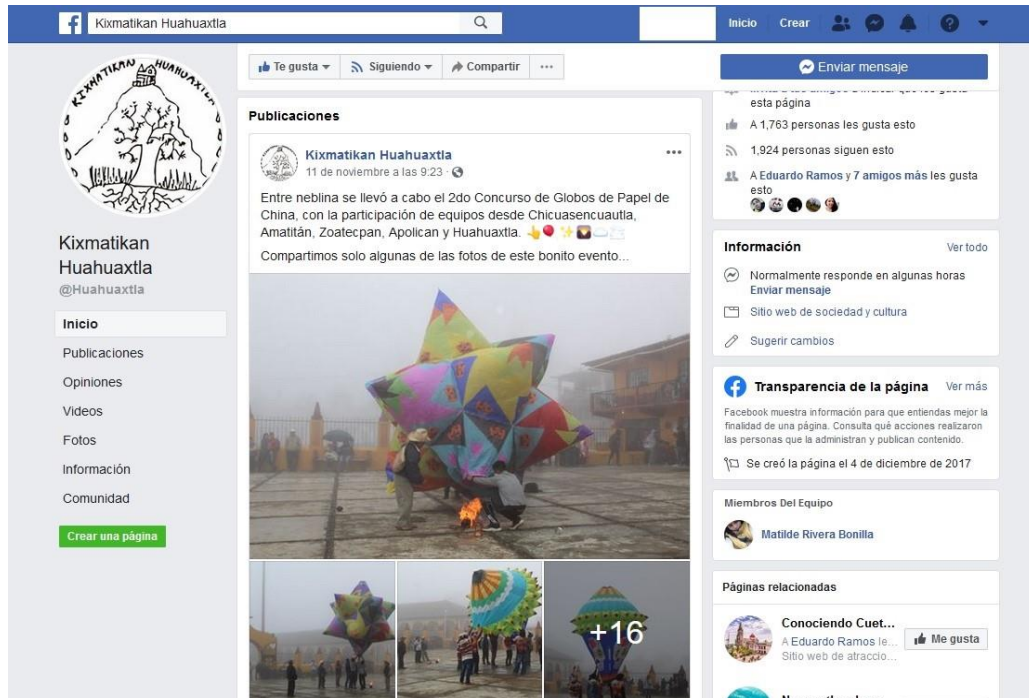 Kixmatikan Huahuaxtla
Inicio
Crear
KIXMATIKAN HUAHUAXTLA
Te gusta
Siguiendo
Compartir
Enviar mensaje
Kixmatikan
Huahuaxtla
@Huahuaxtla
Inicio
Publicaciones
Opiniones
Videos
Fotos
Información
Comunidad
Crear una página
Publicaciones
Kixmatikan Huahuaxtla
11 de noviembre a las 9:23 ·
Entre neblina se llevó a cabo el 2do Concurso de Globos de Papel de
China, con la participación de equipos desde Chicuasencuautla,
Amatitán, Zoatecpan, Apolican y Huahuaxtla.
Compartimos solo algunas de las fotos de este bonito evento...
+16
esta página
A 1,763 personas les gusta esto
1,924 personas siguen esto
A Eduardo Ramos y 7 amigos más les gusta
esto
Información
Ver todo
Normalmente responde en algunas horas
Enviar mensaje
Sitio web de sociedad y cultura
Sugerir cambios
Transparencia de la página
Ver más
Facebook muestra información para que entiendas mejor la
finalidad de una página. Consulta qué acciones realizaron
las personas que la administran y publican contenido.
Se creó la página el 4 de diciembre de 2017
Miembros Del Equipo
Matilde Rivera Bonilla
Páginas relacionadas
Conociendo Cuet...
A Eduardo Ramos le...
Sitio web de atraccio...
Me gusta